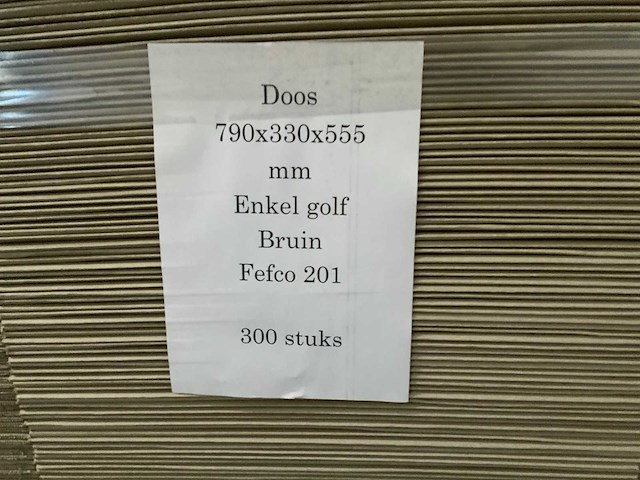 Doos
790x330x555
mm
Enkel golf
Bruin
Fefco 201
300 stuks